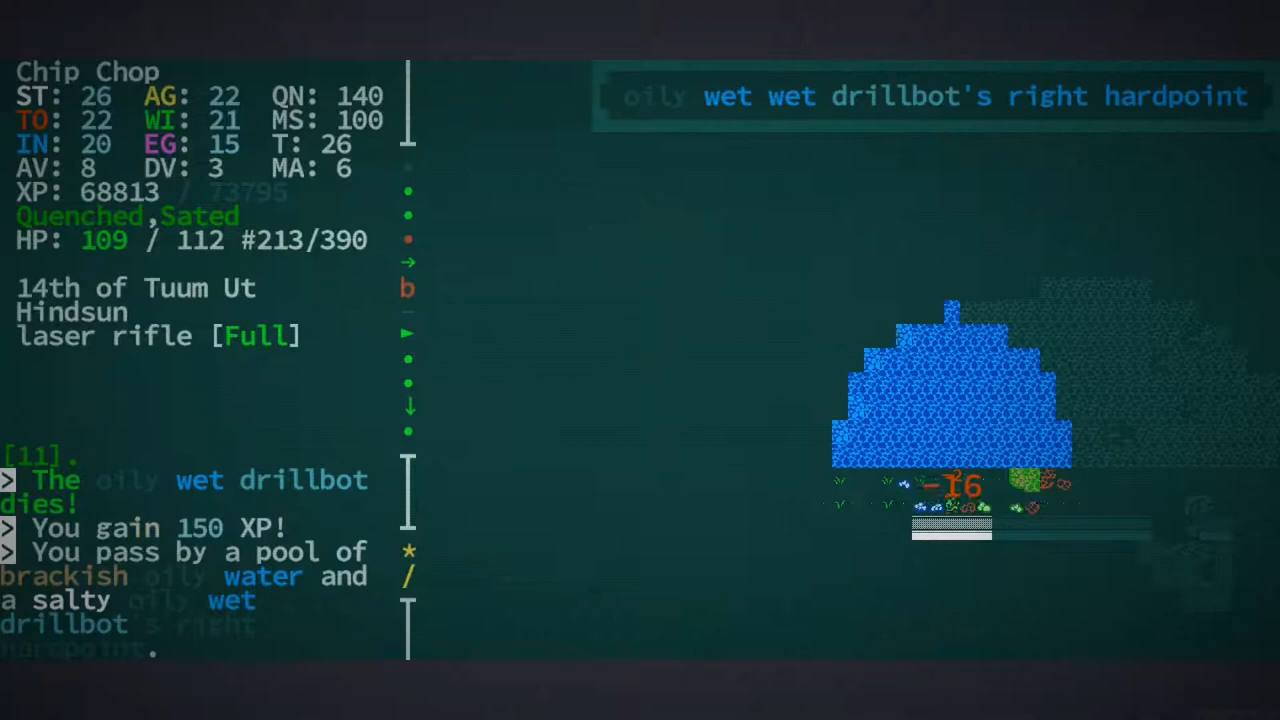 Chip Chop
ST: 26 AG: 22 QN: 140
TO: 22 WI: 21 MS: 100
IN: 20 EG: 15 T: 26
AV: 8 DV: 3 MA: 6
XP: 68813 / 73795
Quenched,Sated
HP: 109 / 112 #213/390
14th of Tuum Ut
Hindsun
laser rifle [Full]
[11].
> The oily wet drillbot
dies!
> You gain 150 XP!
> You pass by a pool of
brackish oily water and
a salty oily wet
drillbot's right
hardpoint.
b
*
/
oily wet wet drillbot's right hardpoint
-16